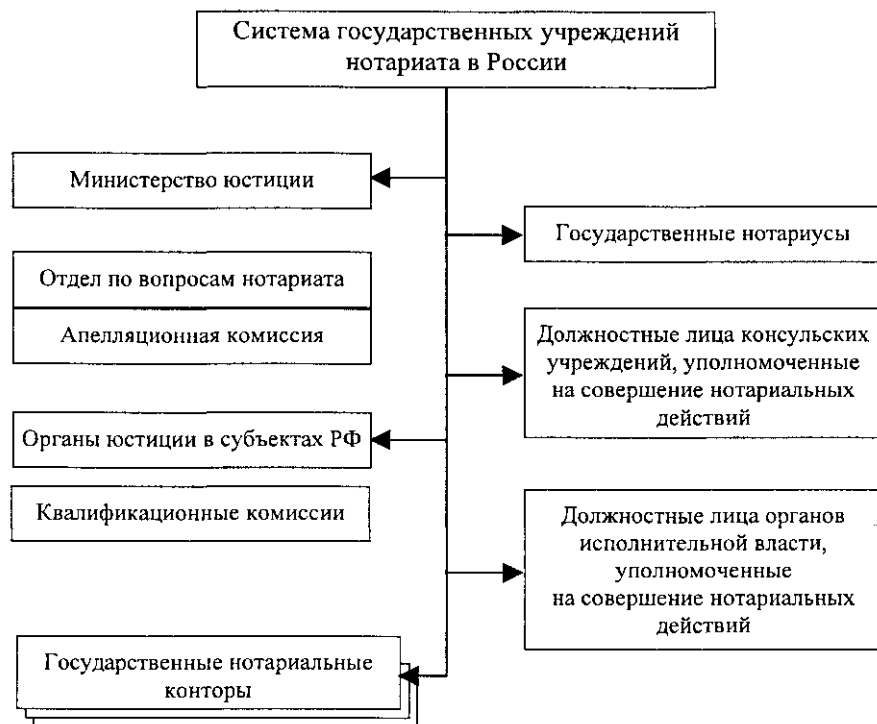 Система государственных учреждений
нотариата в России
Министерство юстиции
Государственные нотариусы
Отдел по вопросам нотариата
Апелляционная комиссия
Должностные лица консульских
учреждений, уполномоченные
на совершение нотариальных
действий
Органы юстиции в субъектах РФ
Квалификационные комиссии
Должностные лица органов
исполнительной власти,
уполномоченные
на совершение нотариальных
действий
Государственные нотариальные
конторы